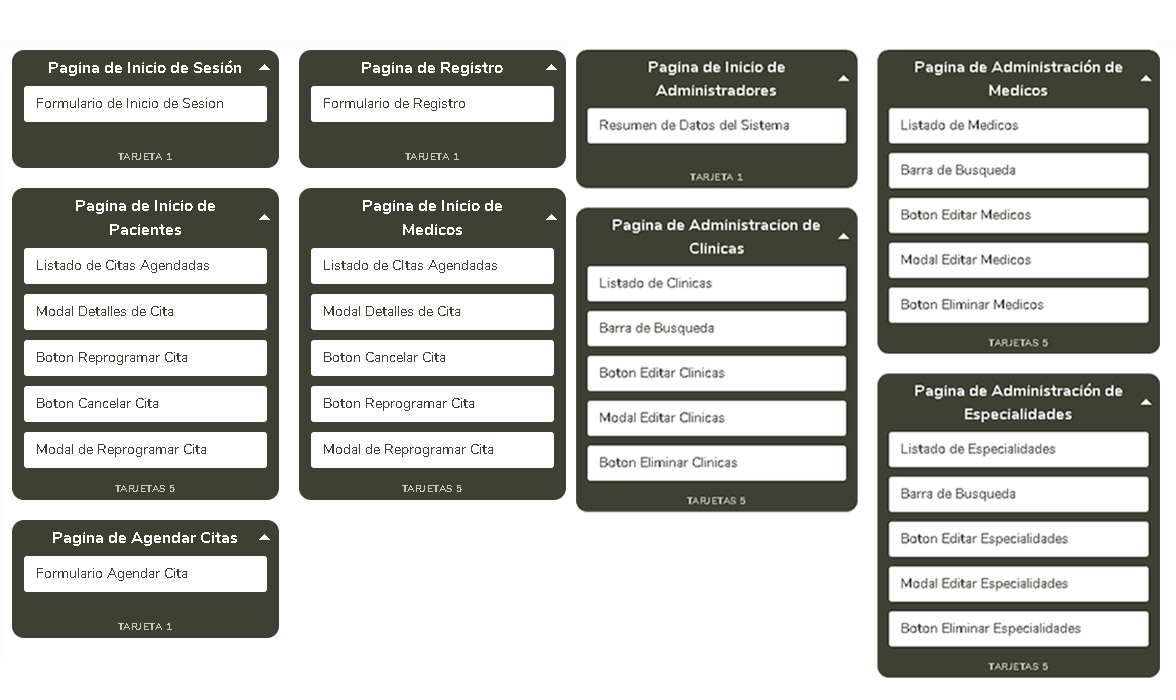 Pagina de Inicio de Sesión
Formulario de Inicio de Sesion
TARJETA 1
Pagina de Inicio de
Pacientes
Listado de Citas Agendadas
Modal Detalles de Cita
Boton Reprogramar Cita
Boton Cancelar Cita
Modal de Reprogramar Cita
TARJETAS 5
Pagina de Agendar Citas
Formulario Agendar Cita
TARJETA 1
Pagina de Registro
Formulario de Registro
TARJETA 1
Pagina de Inicio de
Medicos
Listado de CItas Agendadas
Modal Detalles de Cita
Boton Cancelar Cita
Boton Reprogramar Cita
Modal de Reprogramar Cita
TARJETAS 5
Pagina de Inicio de
Administradores
Resumen de Datos del Sistema
TARJETA 1
Pagina de Administracion de
Clinicas
Listado de Clinicas
Barra de Busqueda
Boton Editar Clinicas
Modal Editar Clinicas
Boton Eliminar Clinicas
TARJETAS 5
Pagina de Administración de
Medicos
Listado de Medicos
Barra de Busqueda
Boton Editar Medicos
Modal Editar Medicos
Boton Eliminar Medicos
TARJETAS 5
Pagina de Administración de
Especialidades
Listado de Especialidades
Barra de Busqueda
Boton Editar Especialidades
Modal Editar Especialidades
Boton Eliminar Especialidades
TARJETAS 5